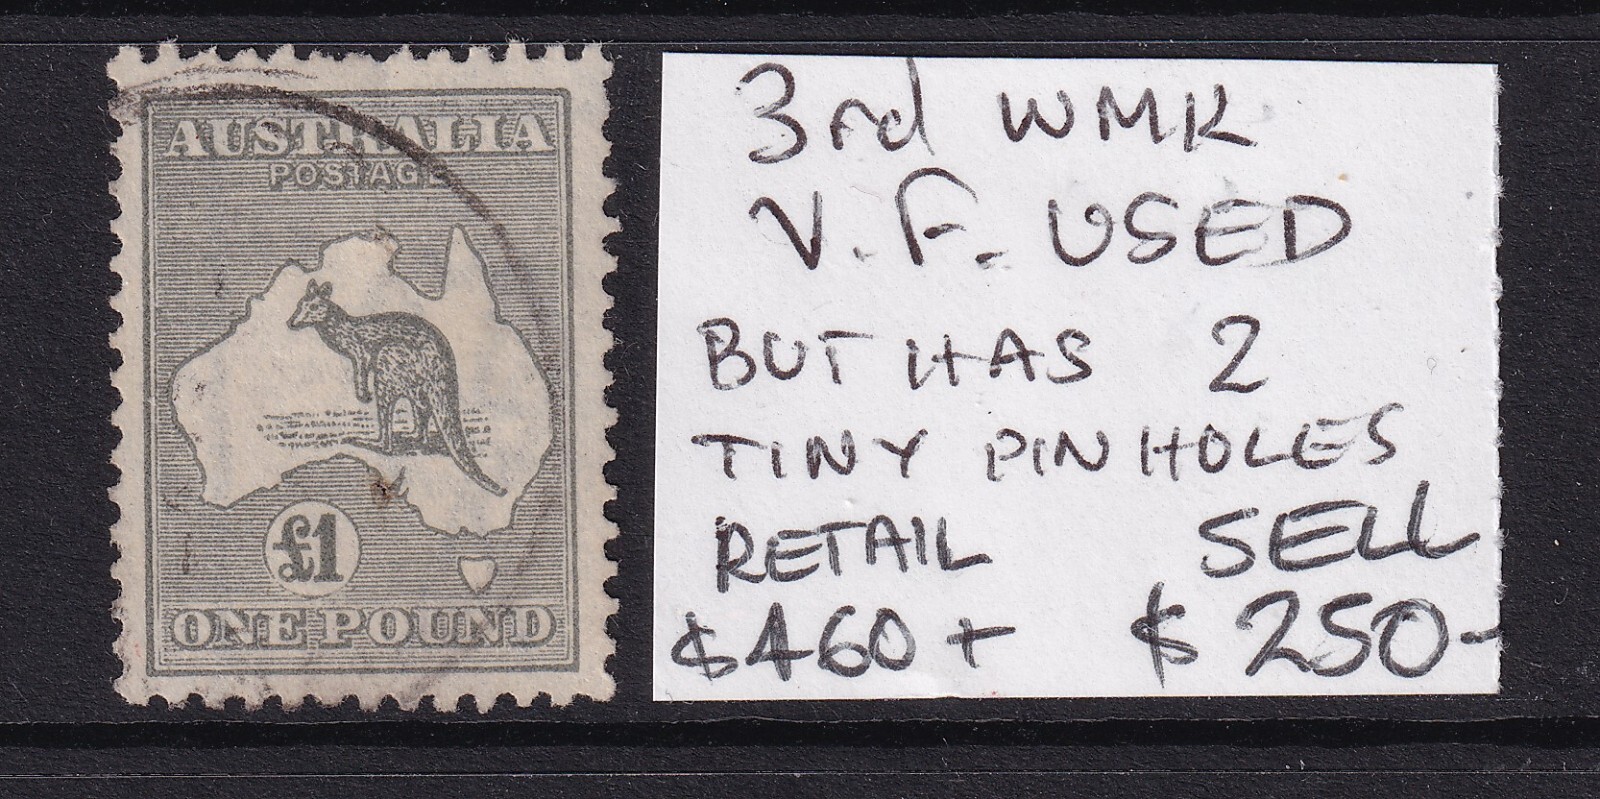 AUSTRALIA
POSTAGE
£1
ONE POUND
3rd WMK
V.F. USED
BUT HAS 2
TINY PIN HOLES
RETAIL SELL
$460+ $250-